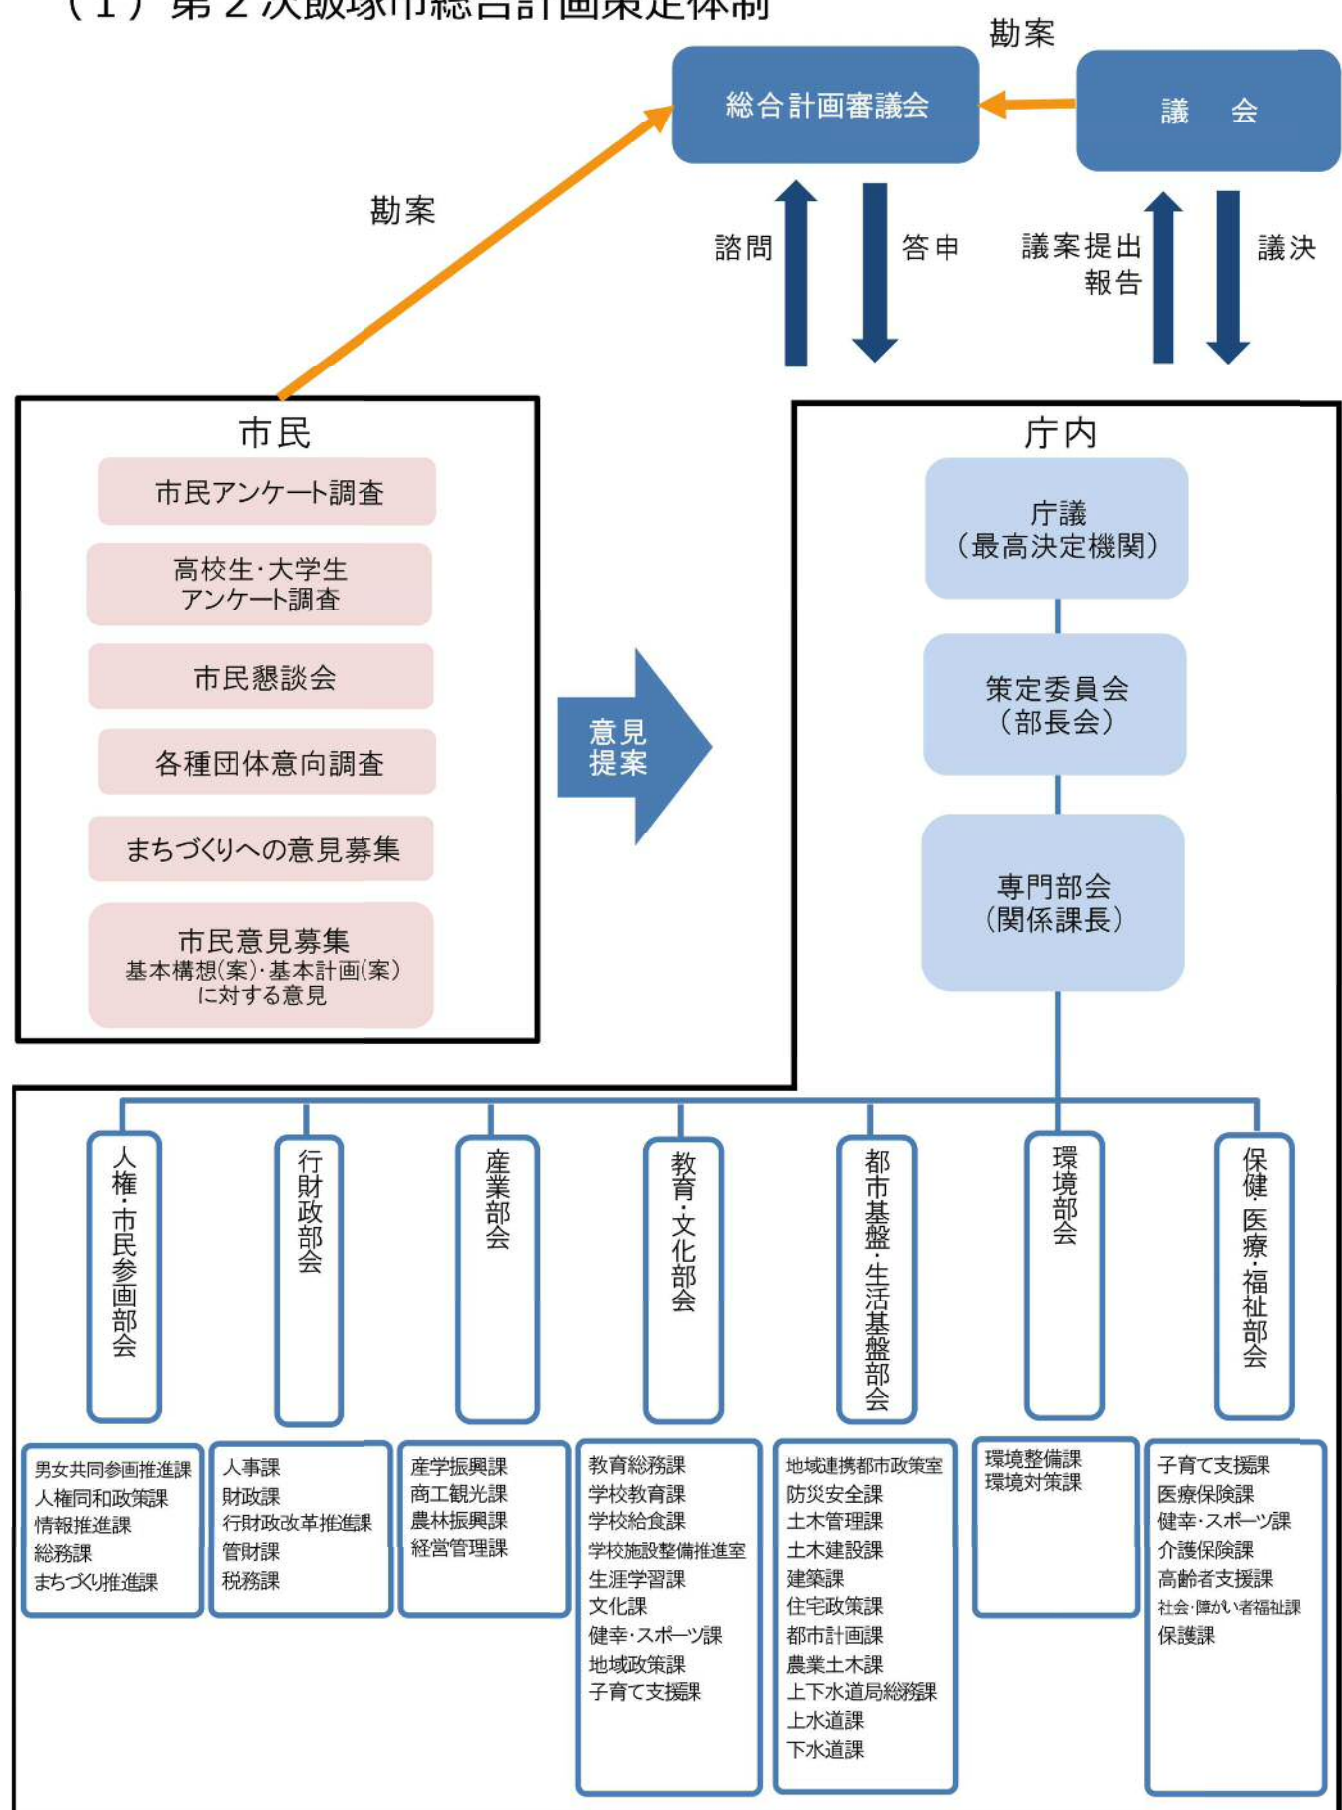 （１）第２次飯塚市総合計画策定体制
勘案
総合計画審議会
議　会
勘案
諮問
答申
議案提出
報告
議決
市民
市民アンケート調査
高校生・大学生
アンケート調査
市民懇談会
各種団体意向調査
まちづくりへの意見募集
市民意見募集
基本構想(案)・基本計画(案)
に対する意見
意見
提案
庁内
庁議
（最高決定機関）
策定委員会
（部長会）
専門部会
（関係課長）
人権・市民参画部会
行財政部会
産業部会
教育・文化部会
都市基盤・生活基盤部会
環境部会
保健・医療・福祉部会
男女共同参画推進課
人権同和政策課
情報推進課
総務課
まちづくり推進課
人事課
財政課
行財政改革推進課
管財課
税務課
産学振興課
商工観光課
農林振興課
経営管理課
教育総務課
学校教育課
学校給食課
学校施設整備推進室
生涯学習課
文化課
健幸・スポーツ課
地域政策課
子育て支援課
地域連携都市政策室
防災安全課
土木管理課
土木建設課
建築課
住宅政策課
都市計画課
農業土木課
上下水道局総務課
上水道課
下水道課
環境整備課
環境対策課
子育て支援課
医療保険課
健幸・スポーツ課
介護保険課
高齢者支援課
社会・障がい者福祉課
保護課